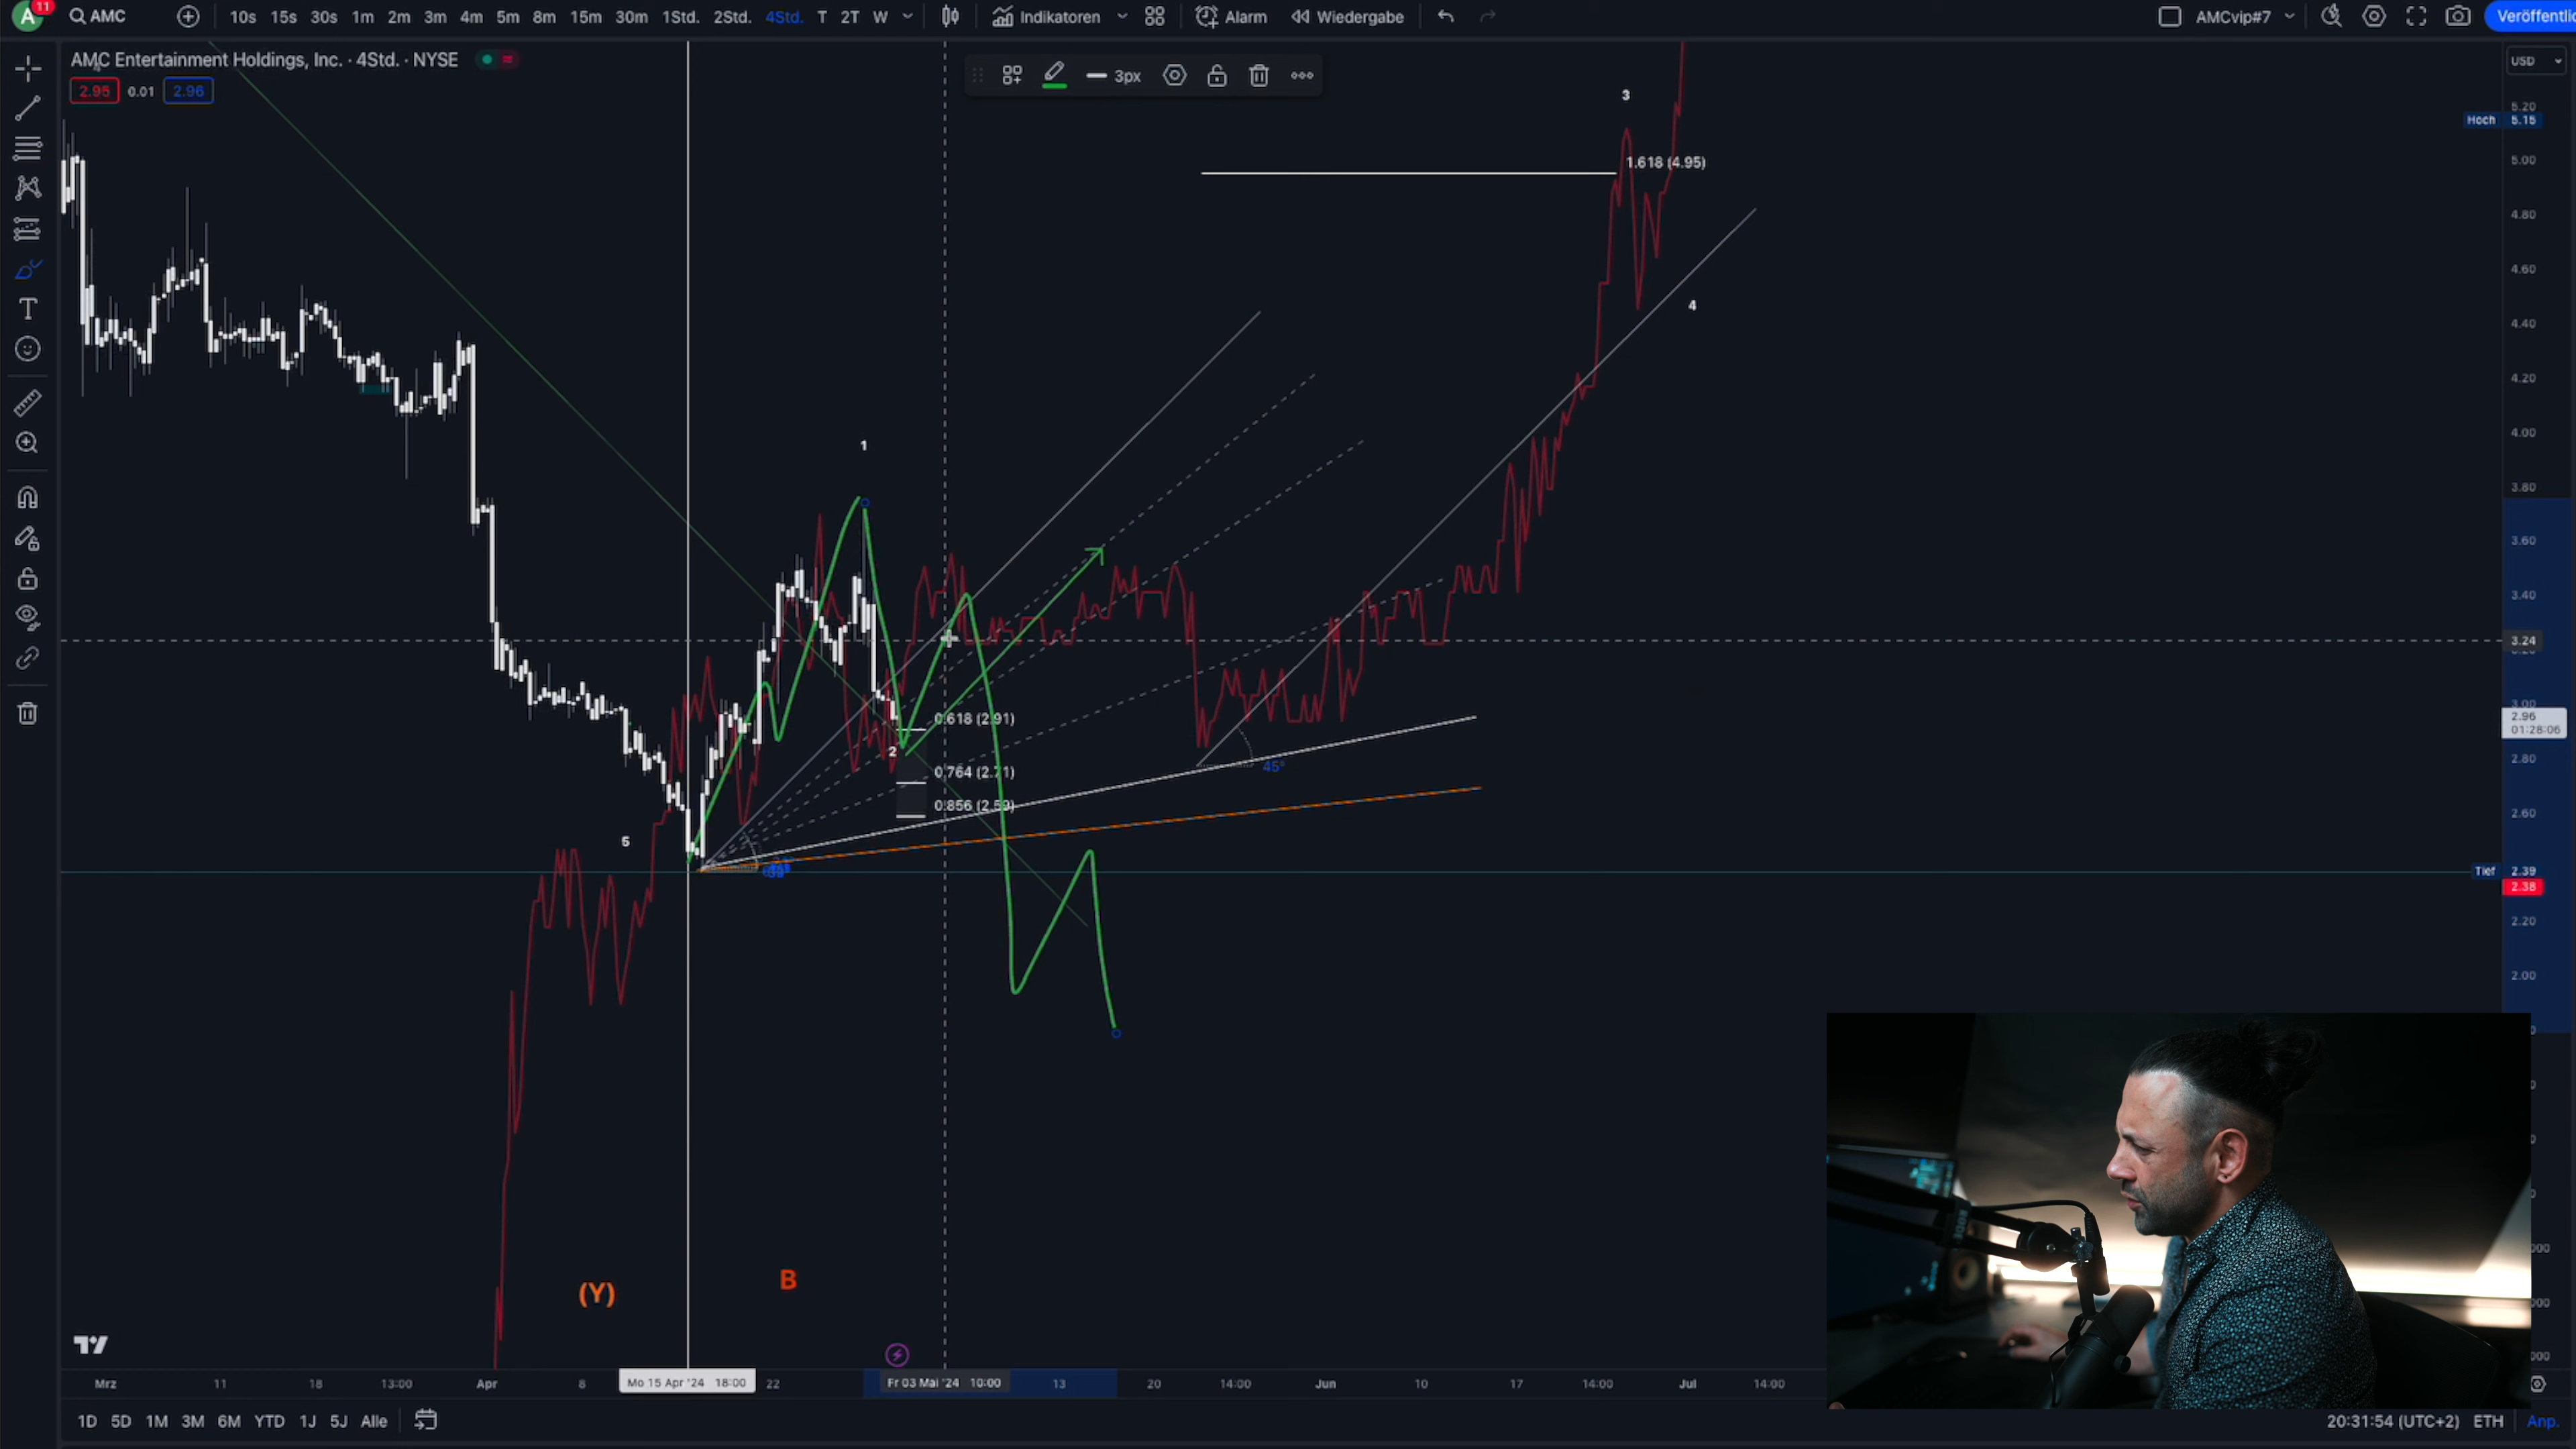 A 11 AMC 10s 15s 30s 1m 2m 3m 4m 5m 8m 15m 30m 1Std. 2Std. 4Std. T 2T W Indikatoren Alarm Wiedergabe AMCvip#7
AMC Entertainment Holdings, Inc. · 4Std. · NYSE
2.95 0.01 2.96
3px
USD
5.20
Hoch 5.15
5.00
4.80
4.60
4.40
4.20
4.00
3.80
3.60
3.40
3.24
2.96
01:28:06
2.80
2.60
Tief 2.39
2.38
2.20
2.00
3
1.618 (4.95)
4
1
0.618 (2.91)
2
0.764 (2.71)
45°
0.856 (2.59)
5
(Y)
B
RODE
Mrz 11 18 13:00 Apr 8 Mo 15 Apr '24 18:00 22 Fr 03 Mai '24 10:00 13 20 14:00 Jun 10 17 14:00 Jul 14:00
1D 5D 1M 3M 6M YTD 1J 5J Alle
20:31:54 (UTC+2) ETH Anp.